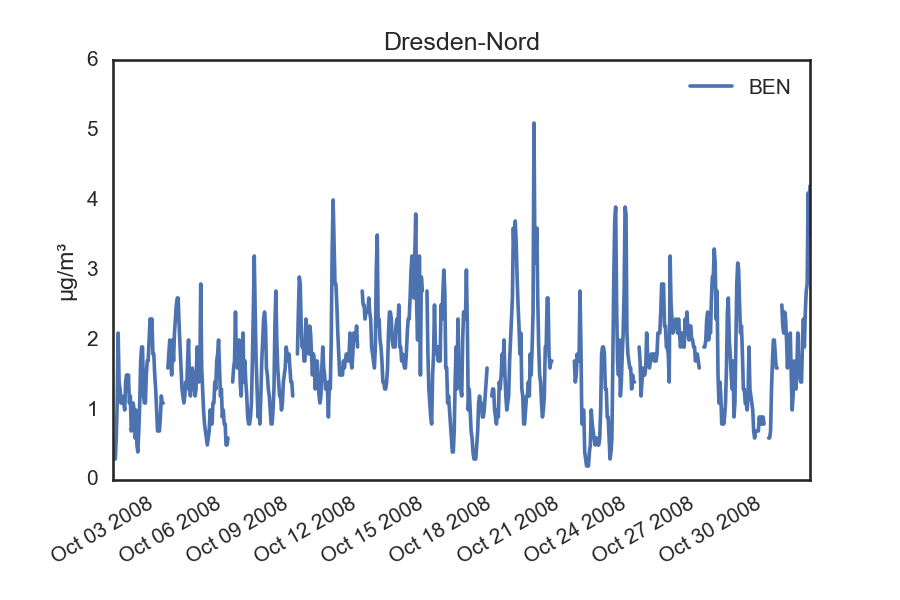 Dresden-Nord
BEN
µg/m³
6
5
4
3
2
1
0
Oct 03 2008
Oct 06 2008
Oct 09 2008
Oct 12 2008
Oct 15 2008
Oct 18 2008
Oct 21 2008
Oct 24 2008
Oct 27 2008
Oct 30 2008